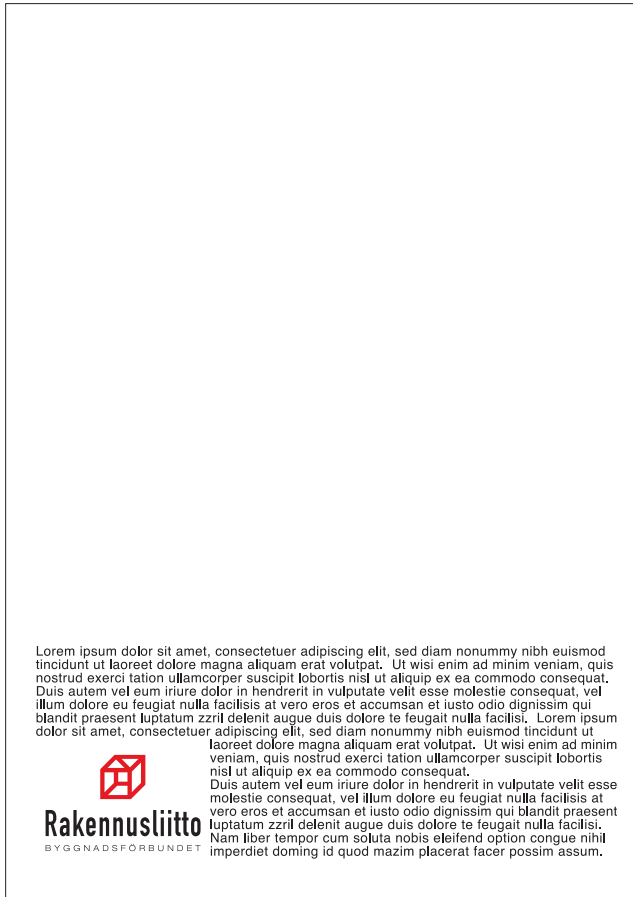 Lorem ipsum dolor sit amet, consectetuer adipiscing elit, sed diam nonummy nibh euismod
tincidunt ut laoreet dolore magna aliquam erat volutpat.  Ut wisi enim ad minim veniam, quis
nostrud exerci tation ullamcorper suscipit lobortis nisl ut aliquip ex ea commodo consequat.
Duis autem vel eum iriure dolor in hendrerit in vulputate velit esse molestie consequat, vel
illum dolore eu feugiat nulla facilisis at vero eros et accumsan et iusto odio dignissim qui
blandit praesent luptatum zzril delenit augue duis dolore te feugait nulla facilisi.  Lorem ipsum
dolor sit amet, consectetuer adipiscing elit, sed diam nonummy nibh euismod tincidunt ut
laoreet dolore magna aliquam erat volutpat.  Ut wisi enim ad minim
veniam, quis nostrud exerci tation ullamcorper suscipit lobortis
nisl ut aliquip ex ea commodo consequat.
Duis autem vel eum iriure dolor in hendrerit in vulputate velit esse
molestie consequat, vel illum dolore eu feugiat nulla facilisis at
vero eros et accumsan et iusto odio dignissim qui blandit praesent
luptatum zzril delenit augue duis dolore te feugait nulla facilisi.
Nam liber tempor cum soluta nobis eleifend option congue nihil
imperdiet doming id quod mazim placerat facer possim assum.
Rakennusliitto
BYGGNADSFÖRBUNDET